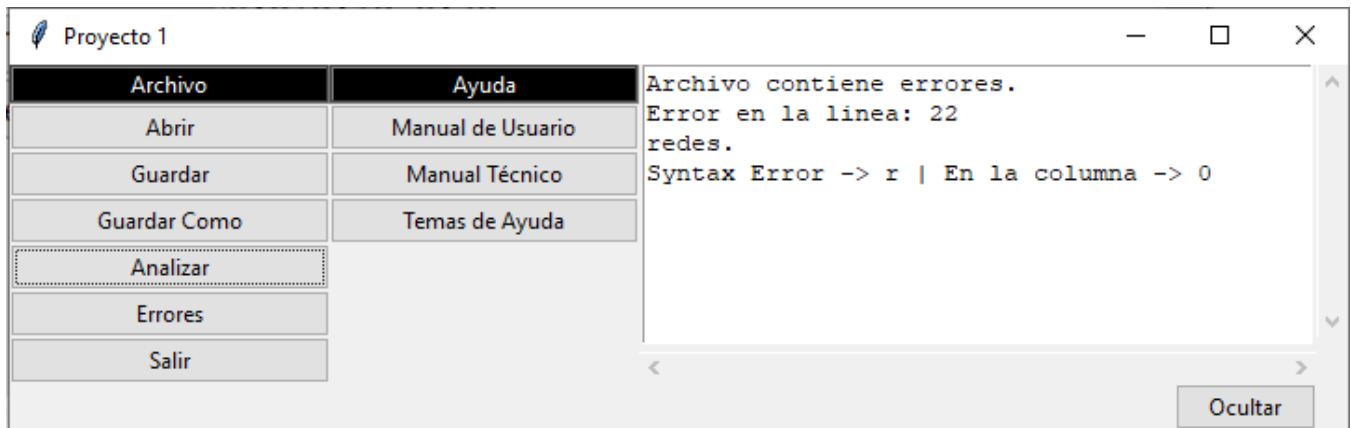 Proyecto 1
Archivo
Ayuda
Abrir
Manual de Usuario
Guardar
Manual Técnico
Guardar Como
Temas de Ayuda
Analizar
Errores
Salir
Archivo contiene errores.
Error en la linea: 22
redes.
Syntax Error -> r | En la columna -> 0
Ocultar